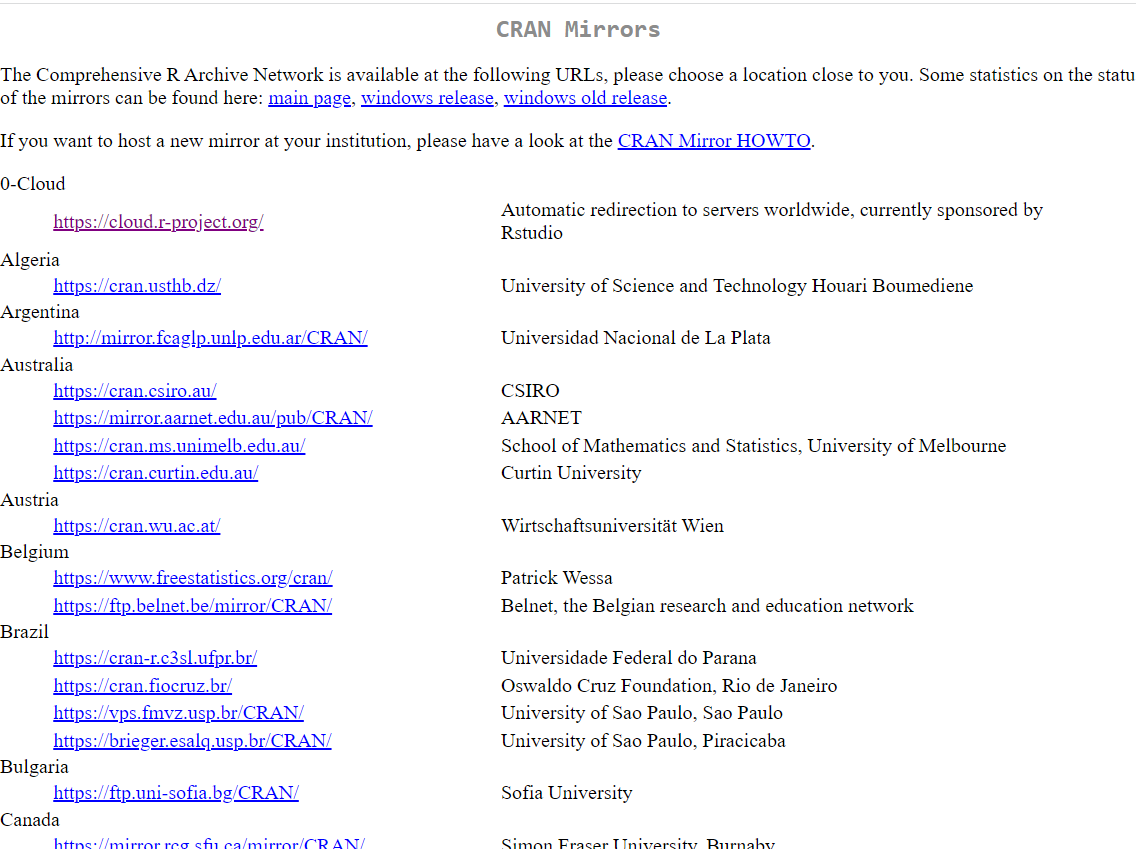 CRAN Mirrors
The Comprehensive R Archive Network is available at the following URLs, please choose a location close to you. Some statistics on the statu
of the mirrors can be found here: main page, windows release, windows old release.
If you want to host a new mirror at your institution, please have a look at the CRAN Mirror HOWTO.
0-Cloud
https://cloud.r-project.org/ Automatic redirection to servers worldwide, currently sponsored by
Rstudio
Algeria
https://cran.usthb.dz/ University of Science and Technology Houari Boumediene
Argentina
http://mirror.fcaglp.unlp.edu.ar/CRAN/ Universidad Nacional de La Plata
Australia
https://cran.csiro.au/ CSIRO
https://mirror.aarnet.edu.au/pub/CRAN/ AARNET
https://cran.ms.unimelb.edu.au/ School of Mathematics and Statistics, University of Melbourne
https://cran.curtin.edu.au/ Curtin University
Austria
https://cran.wu.ac.at/ Wirtschaftsuniversität Wien
Belgium
https://www.freestatistics.org/cran/ Patrick Wessa
https://ftp.belnet.be/mirror/CRAN/ Belnet, the Belgian research and education network
Brazil
https://cran-r.c3sl.ufpr.br/ Universidade Federal do Parana
https://cran.fiocruz.br/ Oswaldo Cruz Foundation, Rio de Janeiro
https://vps.fmvz.usp.br/CRAN/ University of Sao Paulo, Sao Paulo
https://brieger.esalq.usp.br/CRAN/ University of Sao Paulo, Piracicaba
Bulgaria
https://ftp.uni-sofia.bg/CRAN/ Sofia University
Canada
https://mirror.rcg.sfu.ca/mirror/CRAN/ Simon Fraser University, Burnaby